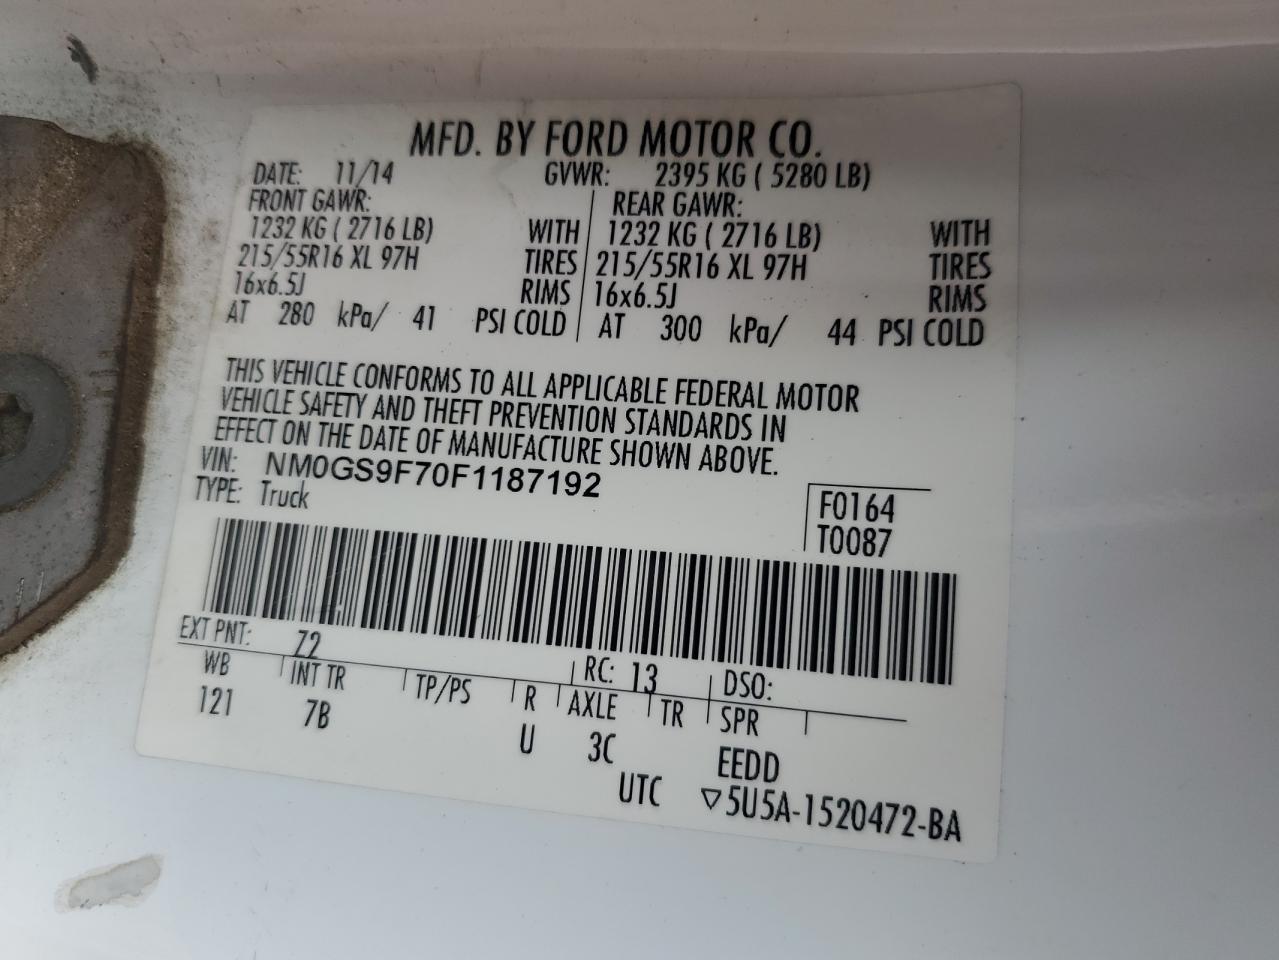 MFD. BY FORD MOTOR CO.
DATE: 11/14 GVWR: 2395 KG ( 5280 LB)
FRONT GAWR: REAR GAWR:
1232 KG ( 2716 LB) WITH 1232 KG ( 2716 LB) WITH
215/55R16 XL 97H TIRES 215/55R16 XL 97H TIRES
16x6.5J RIMS 16x6.5J RIMS
AT 280 kPa/ 41 PSI COLD AT 300 kPa/ 44 PSI COLD
THIS VEHICLE CONFORMS TO ALL APPLICABLE FEDERAL MOTOR
VEHICLE SAFETY AND THEFT PREVENTION STANDARDS IN
EFFECT ON THE DATE OF MANUFACTURE SHOWN ABOVE.
VIN: NM0GS9F70F1187192
TYPE: Truck
F0164
T0087
EXT PNT: Z2 RC: 13 DSO:
WB INT TR TP/PS R AXLE TR SPR
121 7B U 3C EEDD
UTC ▽5U5A-1520472-BA